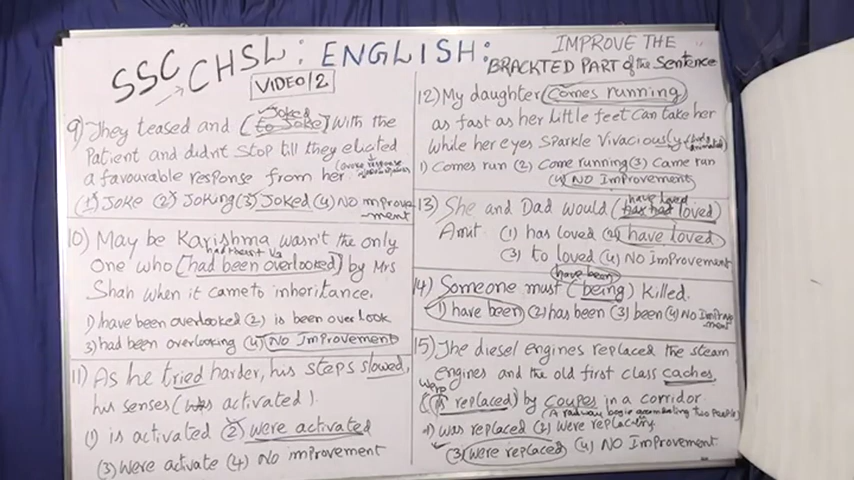 SSC CHSL: ENGLISH:
VIDEO/2
IMPROVE THE
BRACKTED PART of the Sentence
9) They teased and (to Joke) with the
Joked
Patient and didn't Stop till they elicited
a favourable response from her.
(1) JOKE (2) JOKING (3) JOKED (4) NO Improve
-ment
10) May be Karishma wasn't the only
one who [had been overlooked] by Mrs
Shah when it came to inheritance.
1) have been overlooked (2) is been over look
3) had been overlooking (4) NO Improvement
11) As he tried harder, his steps slowed,
his senses (was activated).
(1) is activated (2) were activated
(3) were activate (4) NO improvement
12) My daughter (comes running)
as fast as her little feet can take her
while her eyes Sparkle Vivaciously
1) Comes run (2) Come running (3) Came run
(4) NO Improvement
13) She and Dad would (has had loved)
have loved
Amit (1) has loved (2) have loved
(3) to loved (4) NO Improvement
have been
14) Someone must (being) Killed.
(1) have been (2) has been (3) been (4) NO Improve
ment
15) The diesel engines replaced the steam
engines and the old first class caches
were
(is replaced) by coupes in a corridor.
1) was replaced (2) were replacing
(3) were replaced (4) NO Improvement